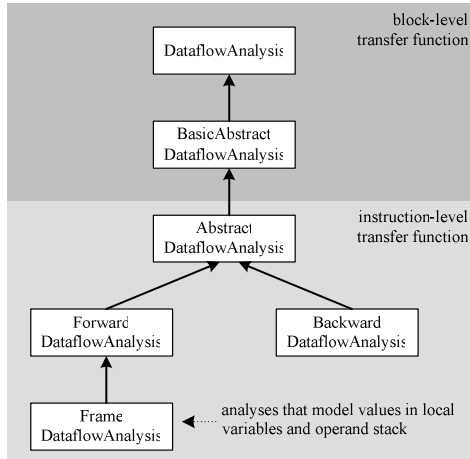 block-level
transfer function
DataflowAnalysis
BasicAbstract
DataflowAnalysis
instruction-level
transfer function
Abstract
DataflowAnalysis
Forward
DataflowAnalysis
Backward
DataflowAnalysis
Frame
DataflowAnalysis
analyses that model values in local
variables and operand stack